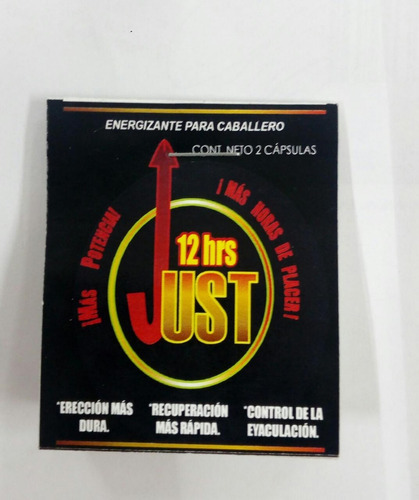 ENERGIZANTE PARA CABALLERO
CONT. NETO 2 CÁPSULAS
¡MÁS POTENCIA!
¡MÁS HORAS DE PLACER!
12 hrs
JUST
*ERECCIÓN MÁS
DURA.
*RECUPERACIÓN
MÁS RÁPIDA.
*CONTROL DE LA
EYACULACIÓN.